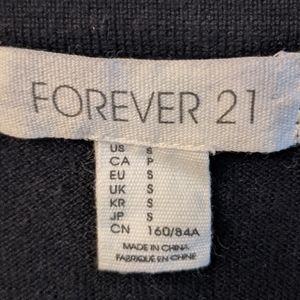 FOREVER 21
US S
CA P
EU S
UK S
KR S
JP S
CN 160/84A
MADE IN CHINA
FABRIQUÉ EN CHINE